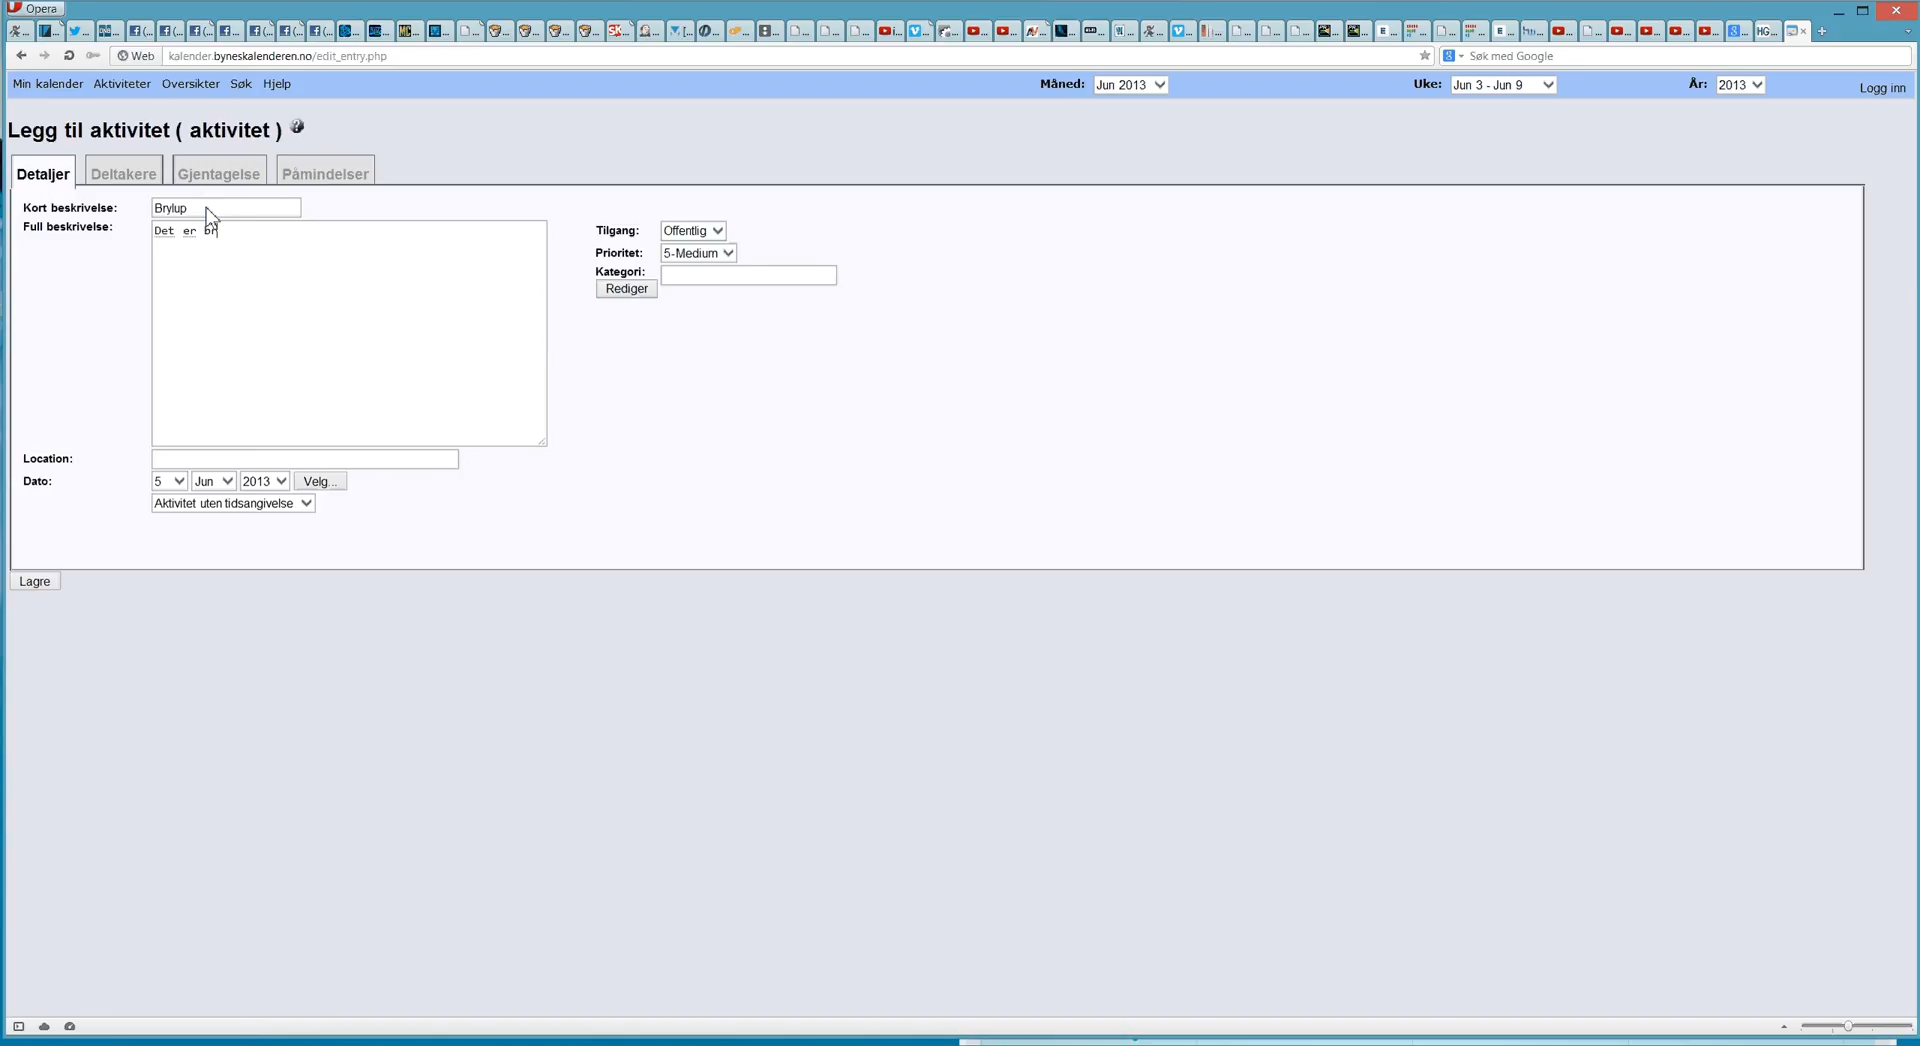 Opera
Web kalender.byneskalenderen.no/edit_entry.php Søk med Google
Min kalender Aktiviteter Oversikter Søk Hjelp Måned: Jun 2013 Uke: Jun 3 - Jun 9 År: 2013 Logg inn
Legg til aktivitet ( aktivitet )
Detaljer Deltakere Gjentagelse Påmindelser
Kort beskrivelse: Brylup
Full beskrivelse: Det er br
Tilgang: Offentlig
Prioritet: 5-Medium
Kategori:
Rediger
Location:
Dato: 5 Jun 2013 Velg...
Aktivitet uten tidsangivelse
Lagre